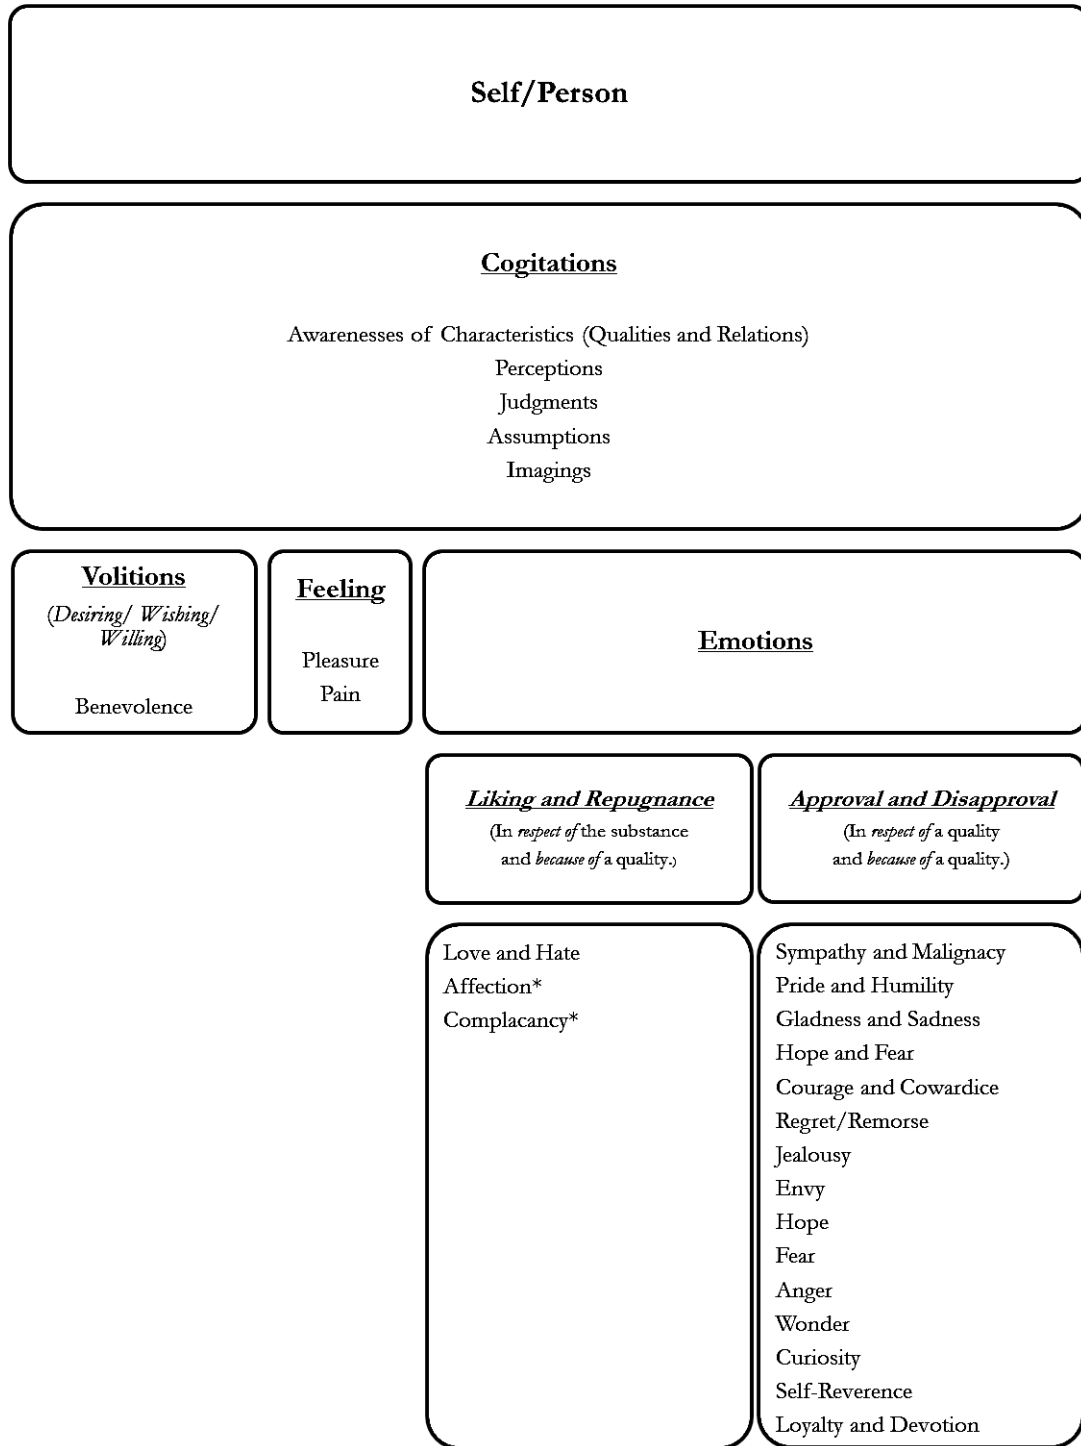 Self/Person
Cogitations
Awarenesses of Characteristics (Qualities and Relations)
Perceptions
Judgments
Assumptions
Imagings
Volitions
(Desiring/ Wishing/
Willing)
Benevolence
Feeling
Pleasure
Pain
Emotions
Liking and Repugnance
(In respect of the substance
and because of a quality.)
Approval and Disapproval
(In respect of a quality
and because of a quality.)
Love and Hate
Affection*
Complacancy*
Sympathy and Malignacy
Pride and Humility
Gladness and Sadness
Hope and Fear
Courage and Cowardice
Regret/Remorse
Jealousy
Envy
Hope
Fear
Anger
Wonder
Curiosity
Self-Reverence
Loyalty and Devotion